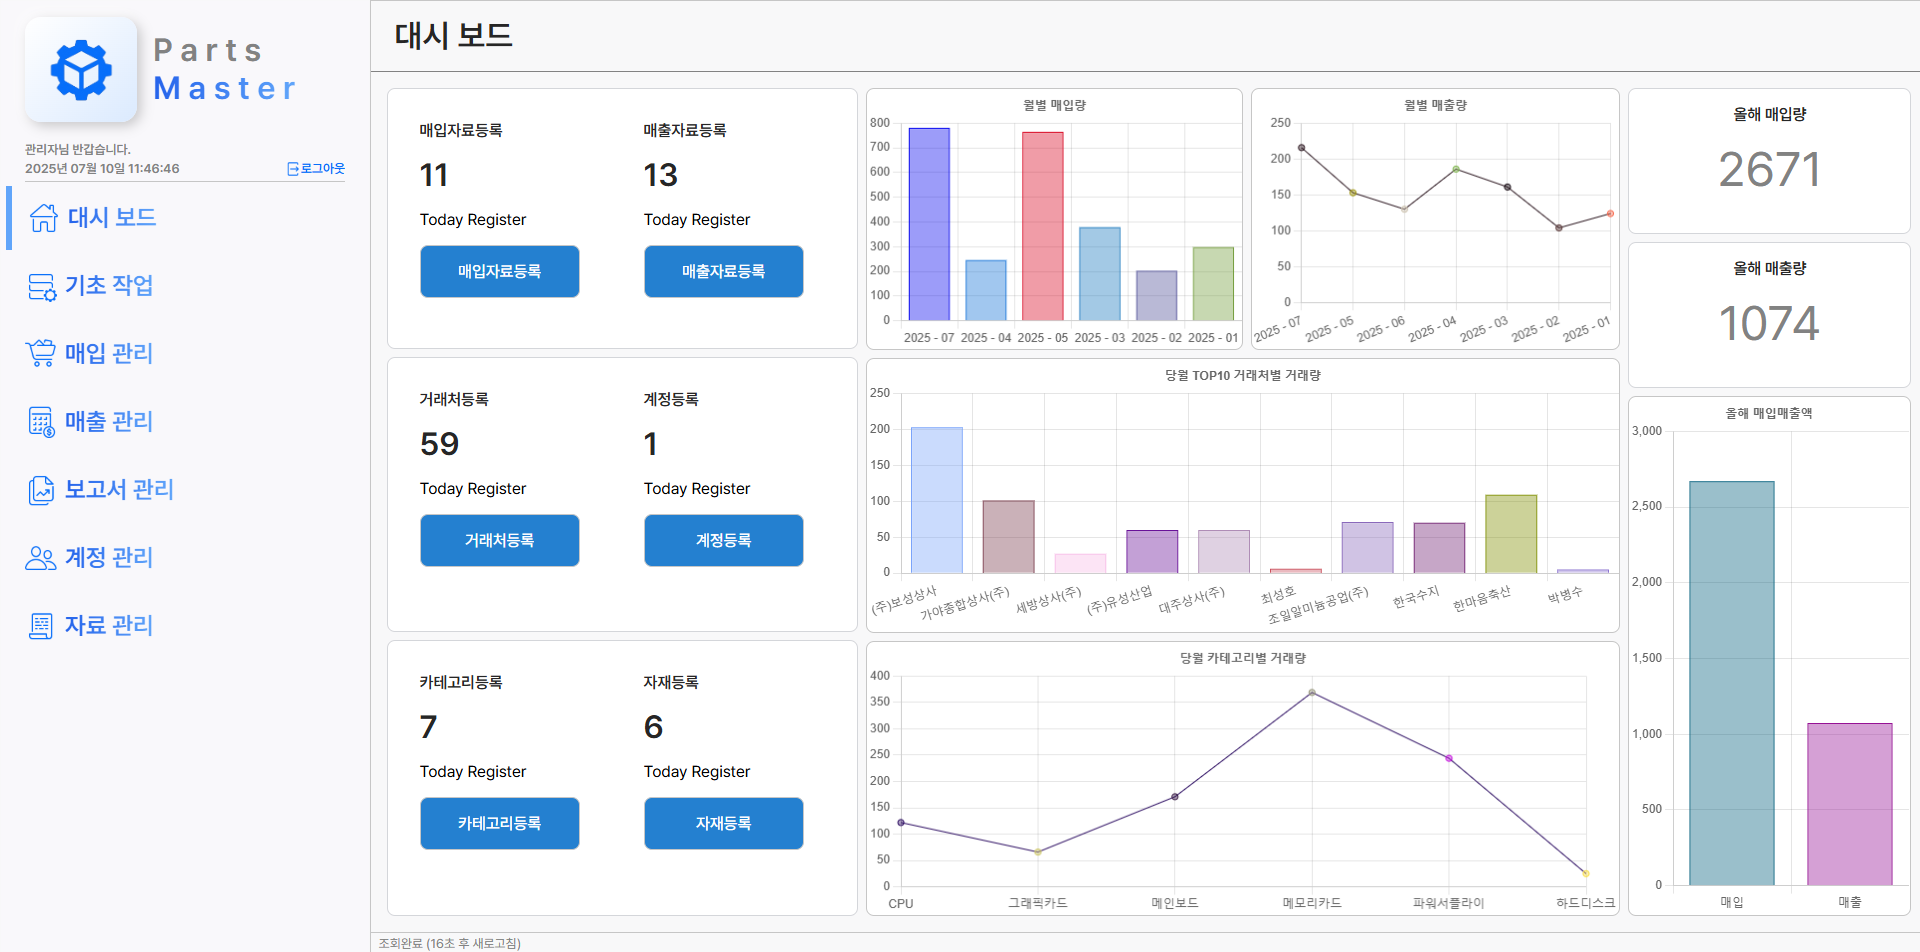 Parts
Master
관리자님 반갑습니다.
2025년 07월 10일 11:46:46
로그아웃
대시 보드
기초 작업
매입 관리
매출 관리
보고서 관리
계정 관리
자료 관리
대시 보드
매입자료등록
11
Today Register
매입자료등록
매출자료등록
13
Today Register
매출자료등록
거래처등록
59
Today Register
거래처등록
계정등록
1
Today Register
계정등록
카테고리등록
7
Today Register
카테고리등록
자재등록
6
Today Register
자재등록
월별 매입량
800
700
600
500
400
300
200
100
0
2025 - 07 2025 - 04 2025 - 05 2025 - 03 2025 - 02 2025 - 01
월별 매출량
250
200
150
100
50
0
2025 - 07 2025 - 05 2025 - 06 2025 - 04 2025 - 03 2025 - 02 2025 - 01
당월 TOP10 거래처별 거래량
250
200
150
100
50
0
(주)보성상사 가야종합상사(주) 세방상사(주) (주)유성산업 대주상사(주) 최성호 조일알미늄공업(주) 한국수지 한마음축산 박병수
당월 카테고리별 거래량
400
350
300
250
200
150
100
50
0
CPU 그래픽카드 메인보드 메모리카드 파워서플라이 하드디스크
올해 매입량
2671
올해 매출량
1074
올해 매입매출액
3,000
2,500
2,000
1,500
1,000
500
0
매입 매출
조회완료 (16초 후 새로고침)